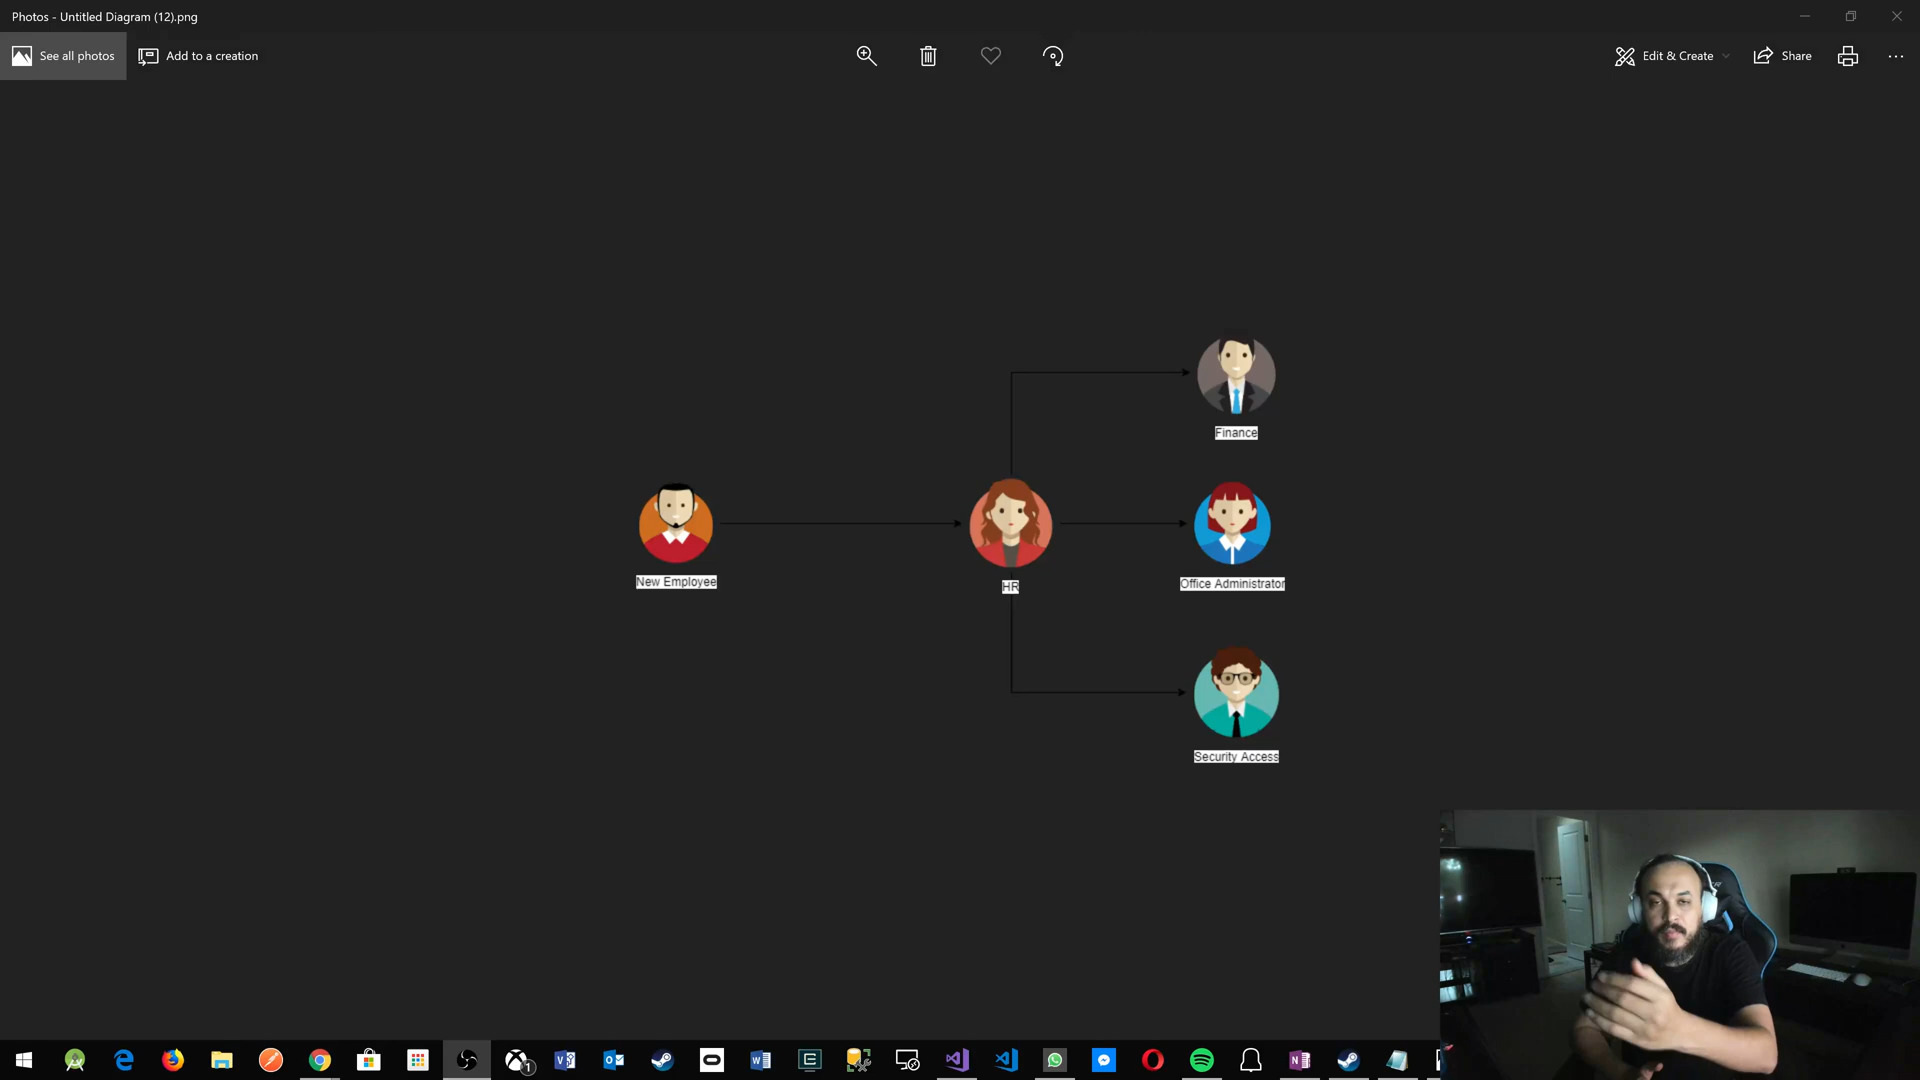 Photos - Untitled Diagram (12).png
See all photos
Add to a creation
Edit & Create
Share
Finance
New Employee
HR
Office Administrator
Security Access
1